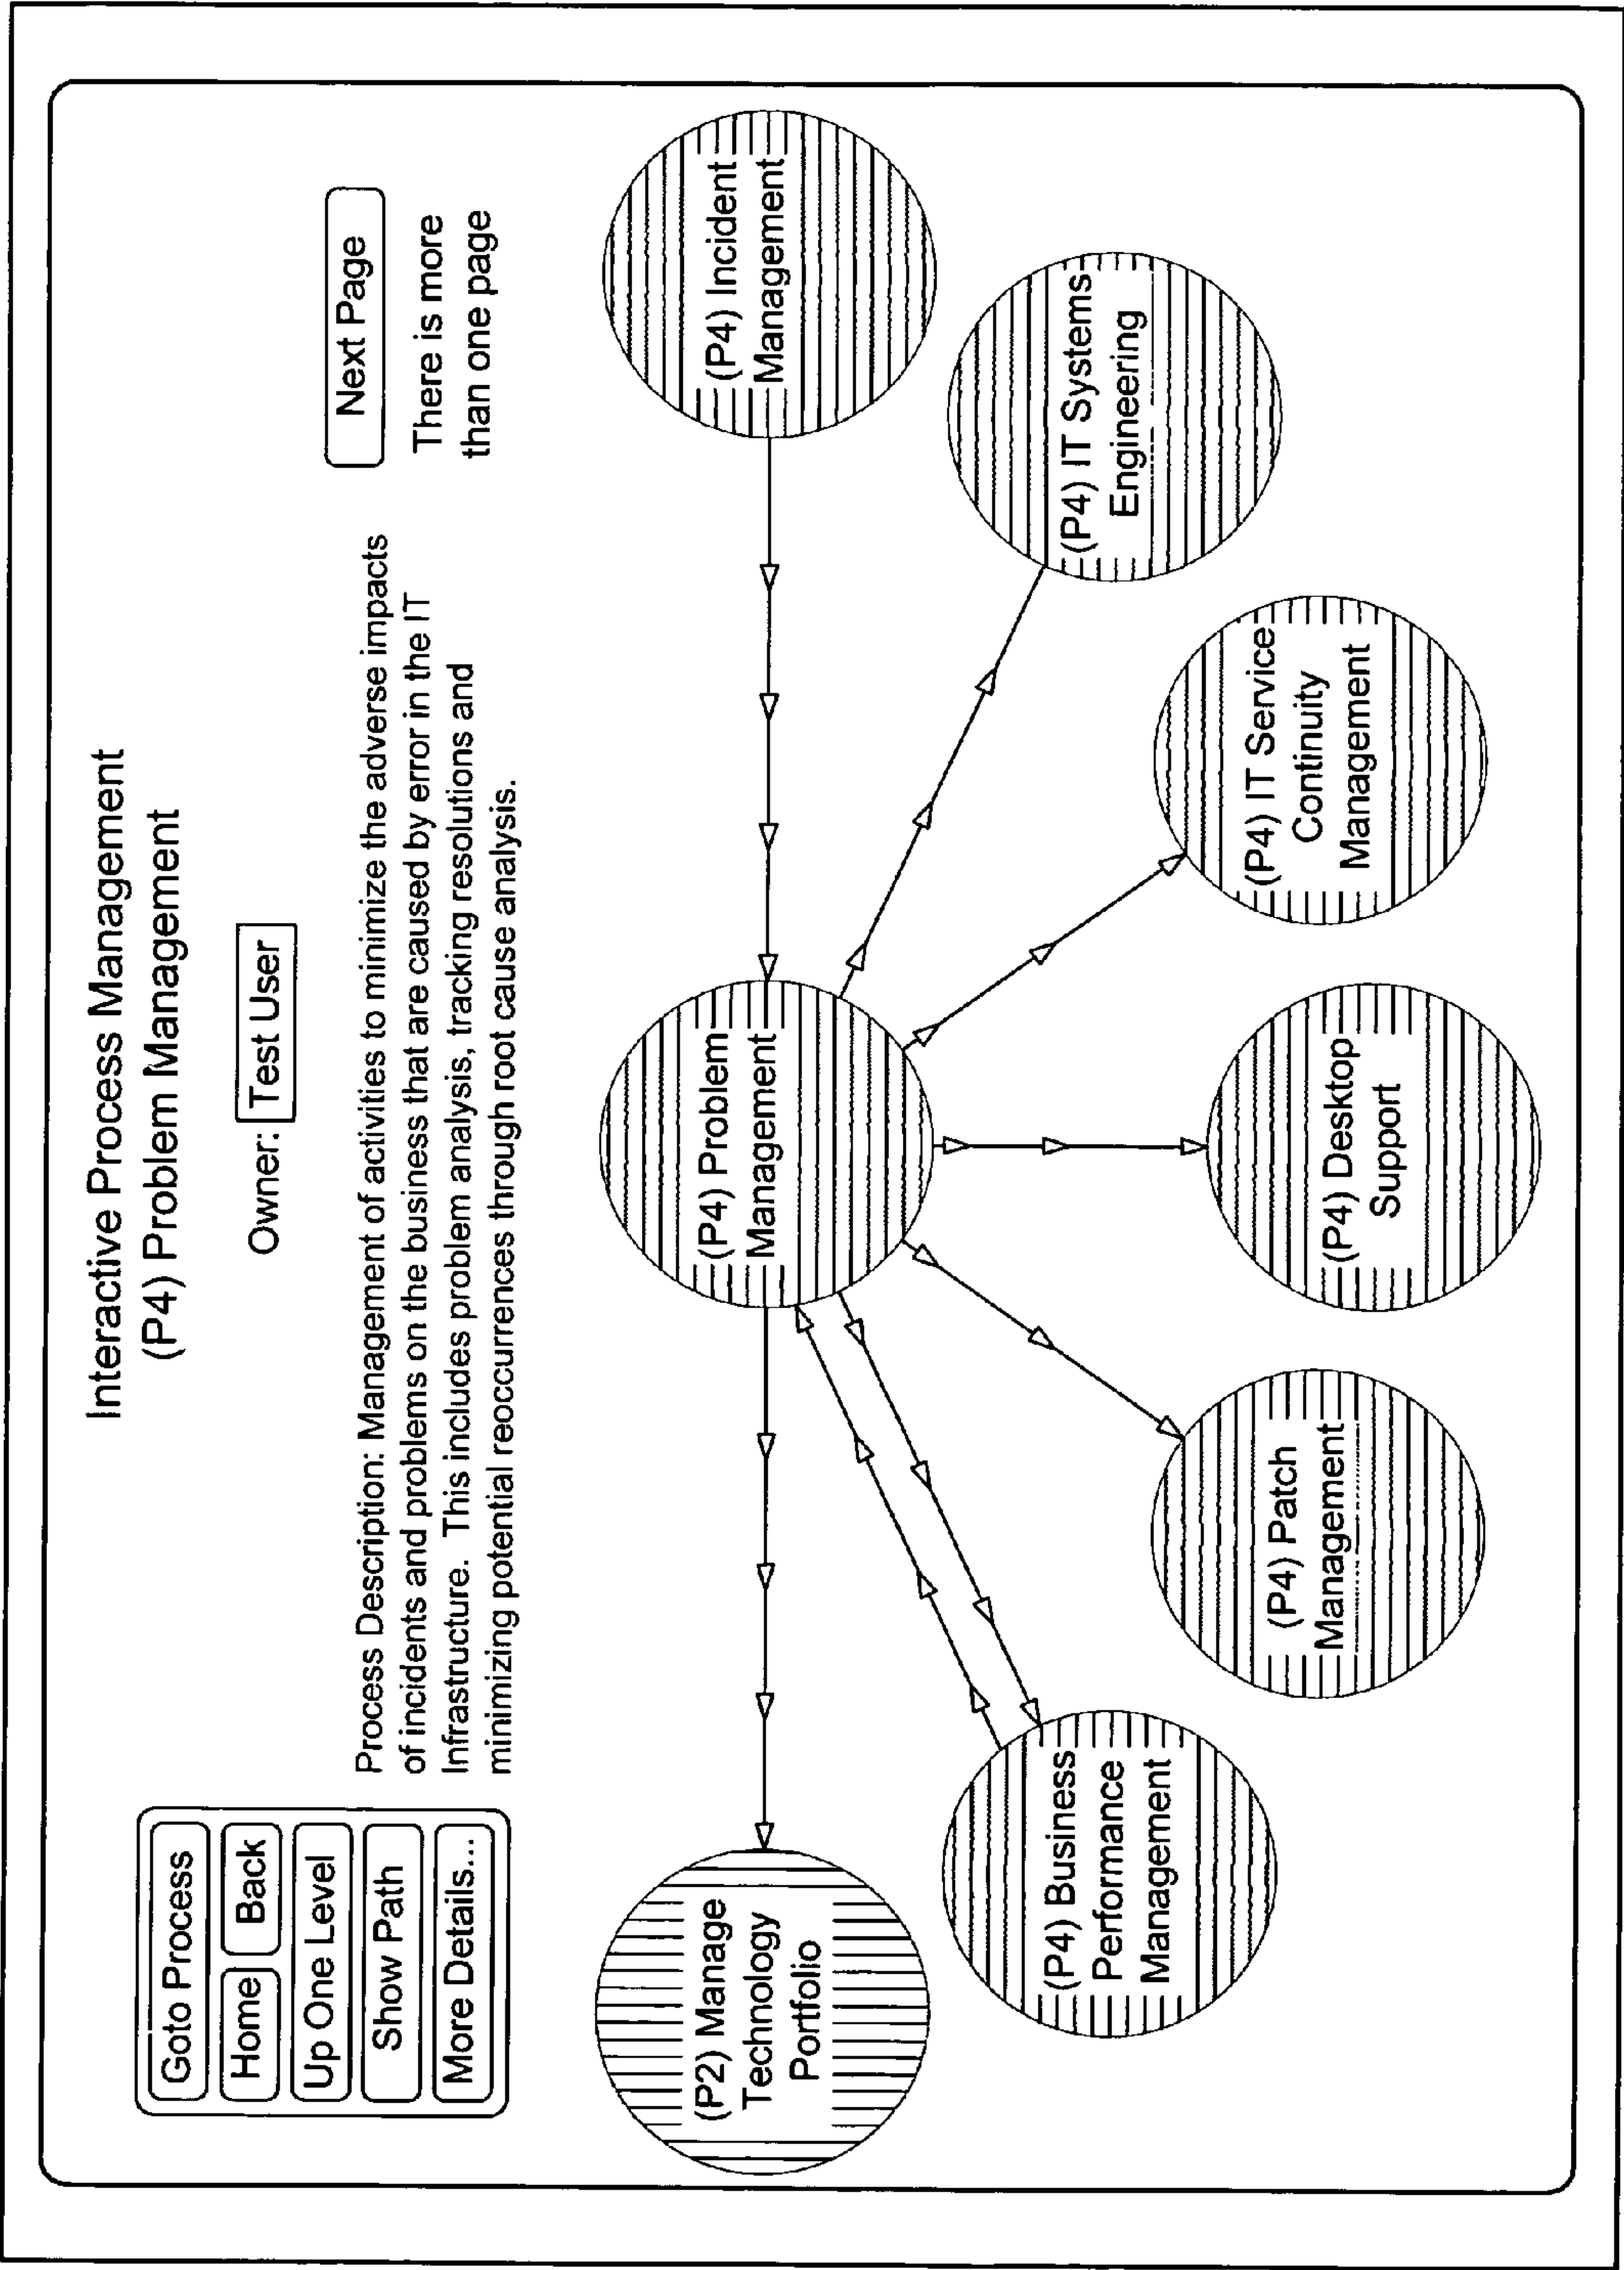 Interactive Process Management
(P4) Problem Management
Goto Process
Home
Back
Up One Level
Show Path
More Details...
Owner:
Test User
Process Description: Management of activities to minimize the adverse impacts
of incidents and problems on the business that are caused by error in the IT
Infrastructure. This includes problem analysis, tracking resolutions and
minimizing potential reoccurrences through root cause analysis.
Next Page
There is more
than one page
(P2) Manage
Technology
Portfolio
(P4) Problem
Management
(P4) Incident
Management
(P4) Business
Performance
Management
(P4) Patch
Management
(P4) Desktop
Support
(P4) IT Service
Continuity
Management
(P4) IT Systems
Engineering